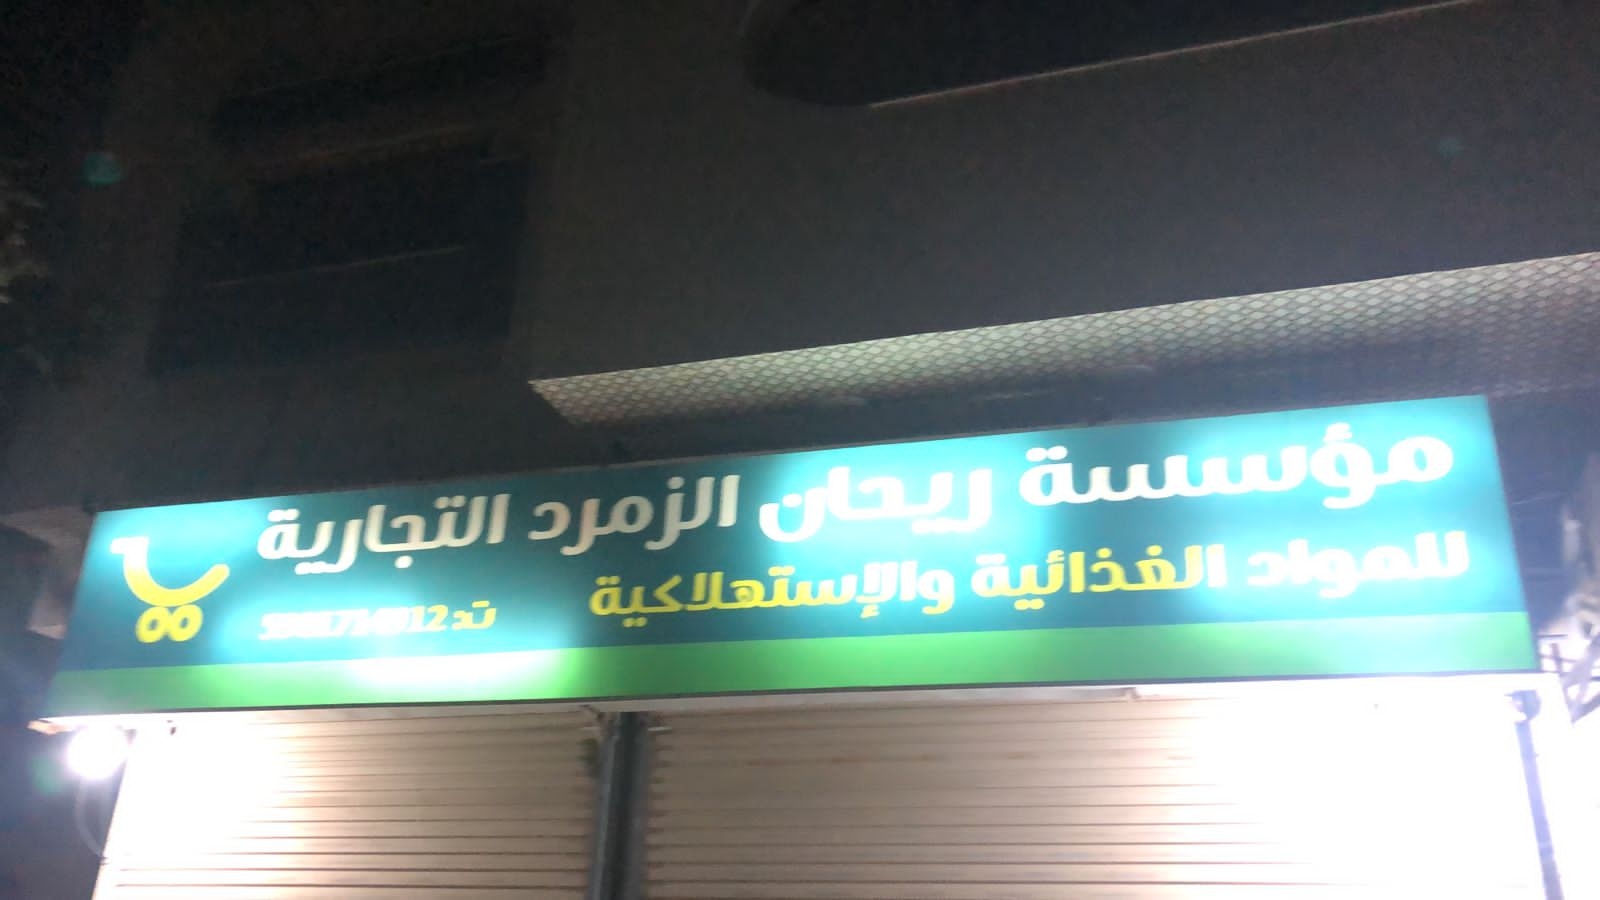 مؤسسة ريحان الزمرد التجارية
للمواد الغذائية والإستهلاكية